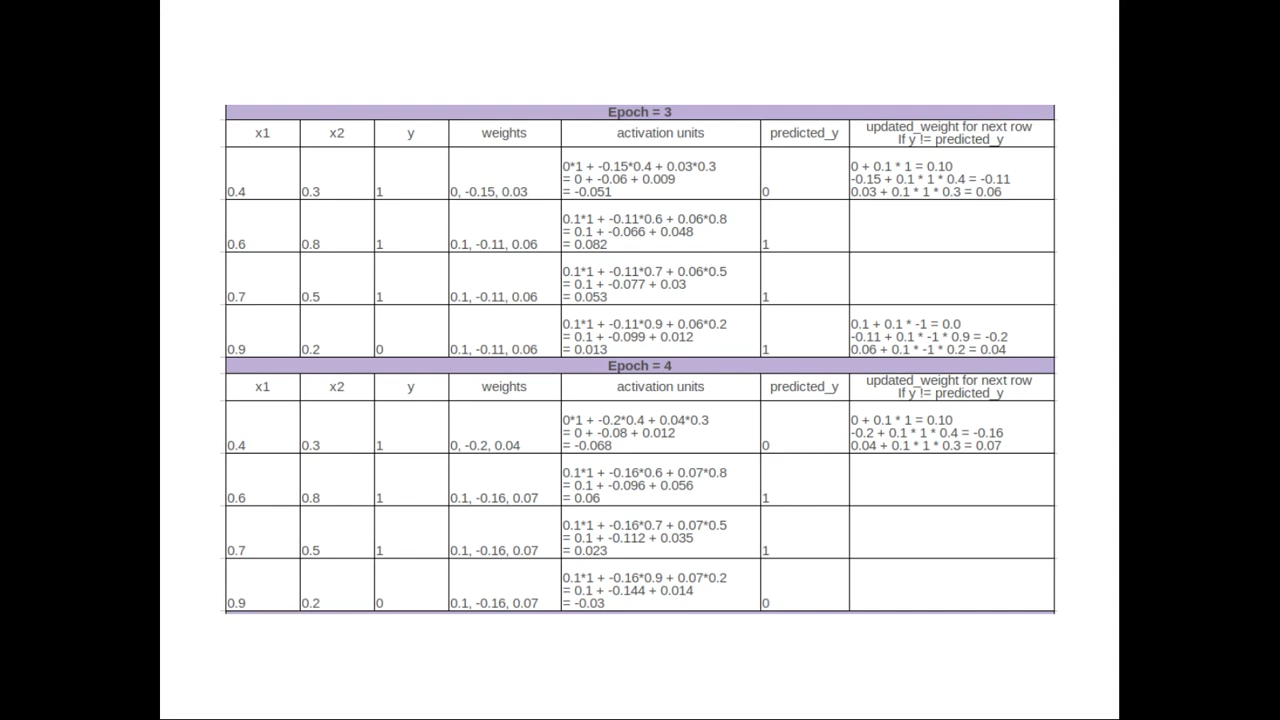 Epoch = 3
x1 x2 y weights activation units predicted_y updated_weight for next row
If y != predicted_y
0*1 + -0.15*0.4 + 0.03*0.3 0 + 0.1 * 1 = 0.10
= 0 + -0.06 + 0.009 -0.15 + 0.1 * 1 * 0.4 = -0.11
0.4 0.3 1 0, -0.15, 0.03 = -0.051 0 0.03 + 0.1 * 1 * 0.3 = 0.06
0.1*1 + -0.11*0.6 + 0.06*0.8
= 0.1 + -0.066 + 0.048
0.6 0.8 1 0.1, -0.11, 0.06 = 0.082 1
0.1*1 + -0.11*0.7 + 0.06*0.5
= 0.1 + -0.077 + 0.03
0.7 0.5 1 0.1, -0.11, 0.06 = 0.053 1
0.1*1 + -0.11*0.9 + 0.06*0.2 0.1 + 0.1 * -1 = 0.0
= 0.1 + -0.099 + 0.012 -0.11 + 0.1 * -1 * 0.9 = -0.2
0.9 0.2 0 0.1, -0.11, 0.06 = 0.013 1 0.06 + 0.1 * -1 * 0.2 = 0.04
Epoch = 4
x1 x2 y weights activation units predicted_y updated_weight for next row
If y != predicted_y
0*1 + -0.2*0.4 + 0.04*0.3 0 + 0.1 * 1 = 0.10
= 0 + -0.08 + 0.012 -0.2 + 0.1 * 1 * 0.4 = -0.16
0.4 0.3 1 0, -0.2, 0.04 = -0.068 0 0.04 + 0.1 * 1 * 0.3 = 0.07
0.1*1 + -0.16*0.6 + 0.07*0.8
= 0.1 + -0.096 + 0.056
0.6 0.8 1 0.1, -0.16, 0.07 = 0.06 1
0.1*1 + -0.16*0.7 + 0.07*0.5
= 0.1 + -0.112 + 0.035
0.7 0.5 1 0.1, -0.16, 0.07 = 0.023 1
0.1*1 + -0.16*0.9 + 0.07*0.2
= 0.1 + -0.144 + 0.014
0.9 0.2 0 0.1, -0.16, 0.07 = -0.03 0